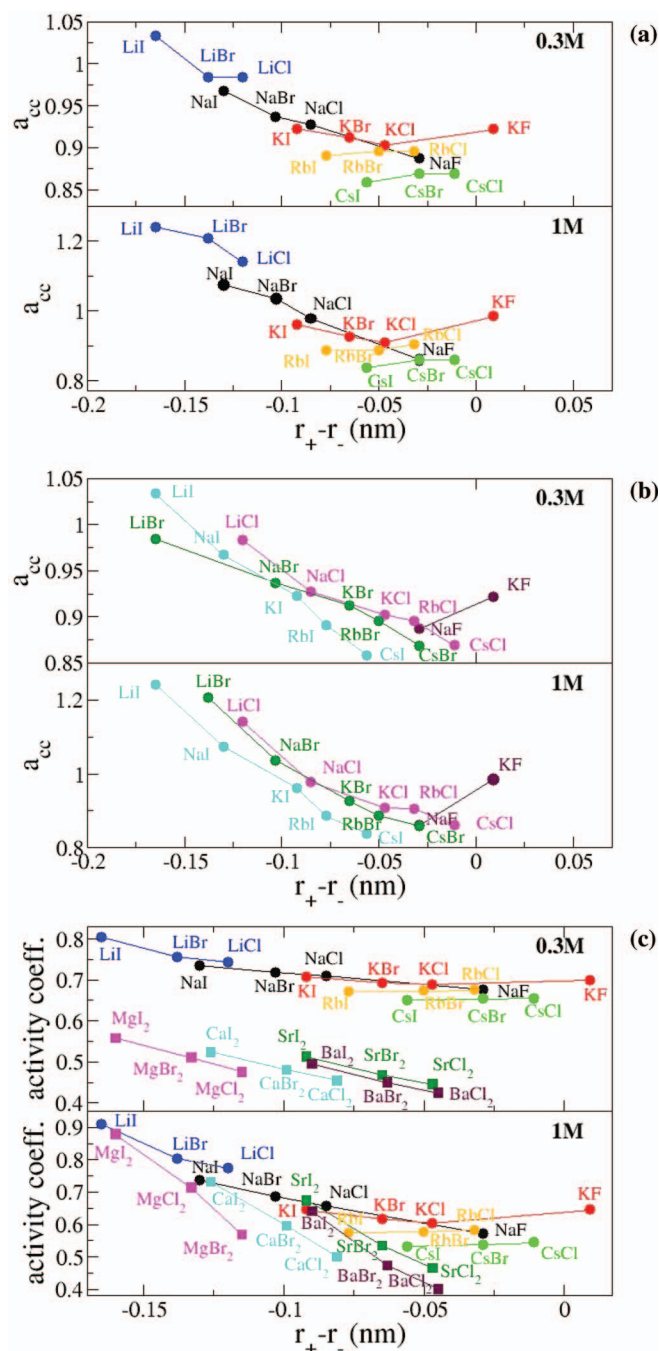 (a)
0.3M
1.05
1
0.95
0.9
0.85
a_cc
LiI
LiBr
LiCl
NaI
NaBr
NaCl
KI
KBr
KCl
KF
RbI
RbBr
RbCl
NaF
CsI
CsBr
CsCl
1M
1.2
1
0.8
a_cc
LiI
LiBr
LiCl
NaI
NaBr
NaCl
KI
KBr
KCl
KF
RbI
RbBr
RbCl
NaF
CsI
CsBr
CsCl
-0.2 -0.15 -0.1 -0.05 0 0.05
r₊-r₋ (nm)
(b)
0.3M
1.05
1
0.95
0.9
0.85
a_cc
LiI
LiBr
LiCl
NaI
NaBr
NaCl
KI
KBr
KCl
KF
RbI
RbBr
RbCl
NaF
CsI
CsBr
CsCl
1M
1.2
1
0.8
a_cc
LiI
LiBr
LiCl
NaI
NaBr
NaCl
KI
KBr
KCl
RbCl
KF
RbI
RbBr
NaF
CsI
CsBr
CsCl
-0.2 -0.15 -0.1 -0.05 0 0.05
r₊-r₋ (nm)
(c)
0.3M
0.8
0.7
0.6
0.5
0.4
activity coeff.
LiI
LiBr
LiCl
NaI
NaBr
NaCl
KI
KBr
KCl
RbCl
KF
RbI
RbBr
NaF
CsI
CsBr
CsCl
MgI₂
MgBr₂
MgCl₂
CaI₂
CaBr₂
CaCl₂
SrI₂
SrBr₂
SrCl₂
BaI₂
BaBr₂
BaCl₂
1M
0.9
0.8
0.7
0.6
0.5
0.4
activity coeff.
LiI
LiBr
LiCl
MgI₂
MgCl₂
MgBr₂
NaI
NaBr
NaCl
CaI₂
CaBr₂
CaCl₂
SrI₂
SrBr₂
SrCl₂
KI
KBr
KCl
KF
BaI₂
BaBr₂
BaCl₂
RbI
RbBr
RbCl
NaF
CsI
CsBr
CsCl
-0.15 -0.1 -0.05 0
r₊-r₋ (nm)